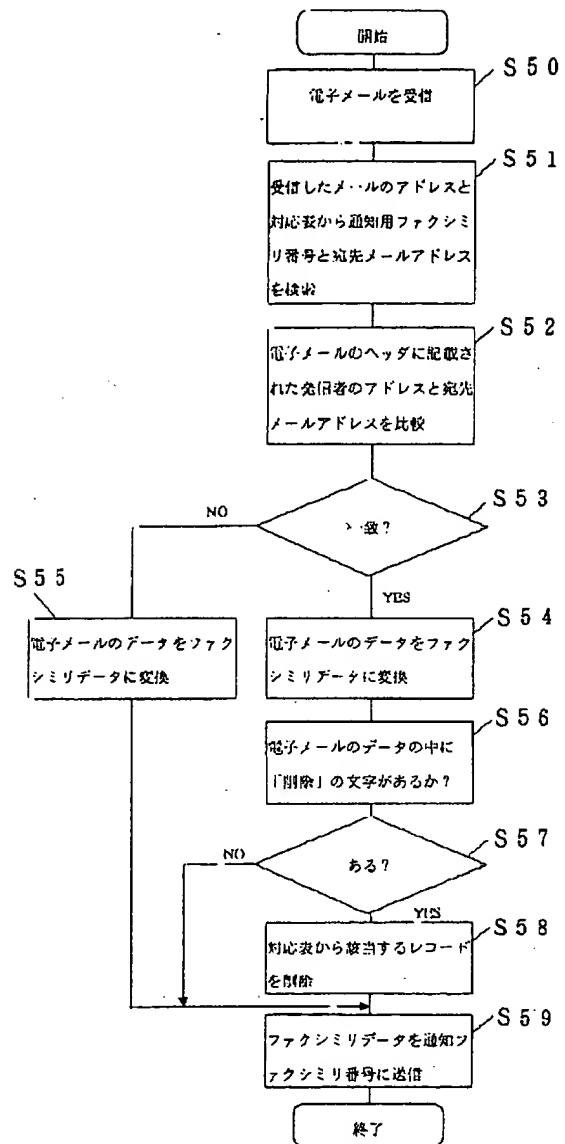 開始
S50
電子メールを受信
S51
受信したメールのアドレスと
対応表から通知用ファクシミ
リ番号と宛先メールアドレス
を検索
S52
電子メールのヘッダに記載さ
れた発信者のアドレスと宛先
メールアドレスを比較
S53
一致?
NO
YES
S55
電子メールのデータをファク
シミリデータに変換
S54
電子メールのデータをファク
シミリデータに変換
S56
電子メールのデータの中に
「削除」の文字があるか?
S57
ある?
NO
YES
S58
対応表から該当するレコード
を削除
S59
ファクシミリデータを通知フ
ァクシミリ番号に送信
終了